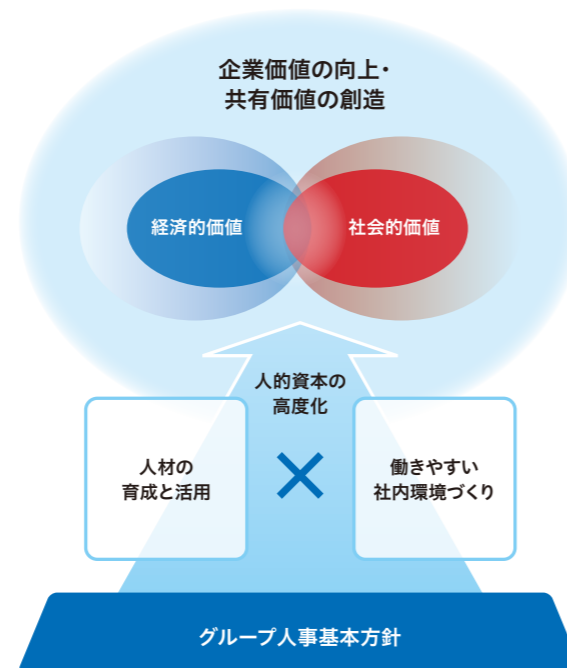 企業価値の向上・
共有価値の創造
経済的価値
社会的価値
人的資本の
高度化
人材の
育成と活用
×
働きやすい
社内環境づくり
グループ人事基本方針